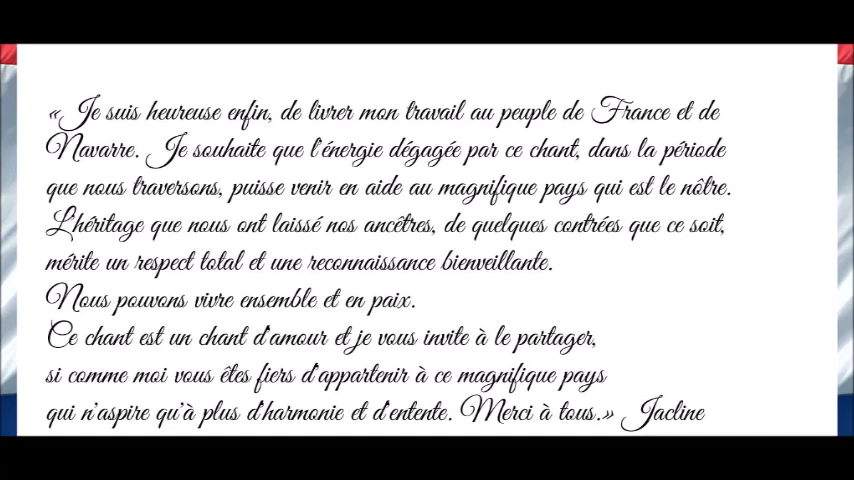 «Je suis heureuse enfin, de livrer mon travail au peuple de France et de
Navarre. Je souhaite que l'énergie dégagée par ce chant, dans la période
que nous traversons, puisse venir en aide au magnifique pays qui est le nôtre.
L'héritage que nous ont laissé nos ancêtres, de quelques contrées que ce soit,
mérite un respect total et une reconnaissance bienveillante.
Nous pouvons vivre ensemble et en paix.
Ce chant est un chant d'amour et je vous invite à le partager,
si comme moi vous êtes fiers d'appartenir à ce magnifique pays
qui n'aspire qu'à plus d'harmonie et d'entente. Merci à tous.» Jacline